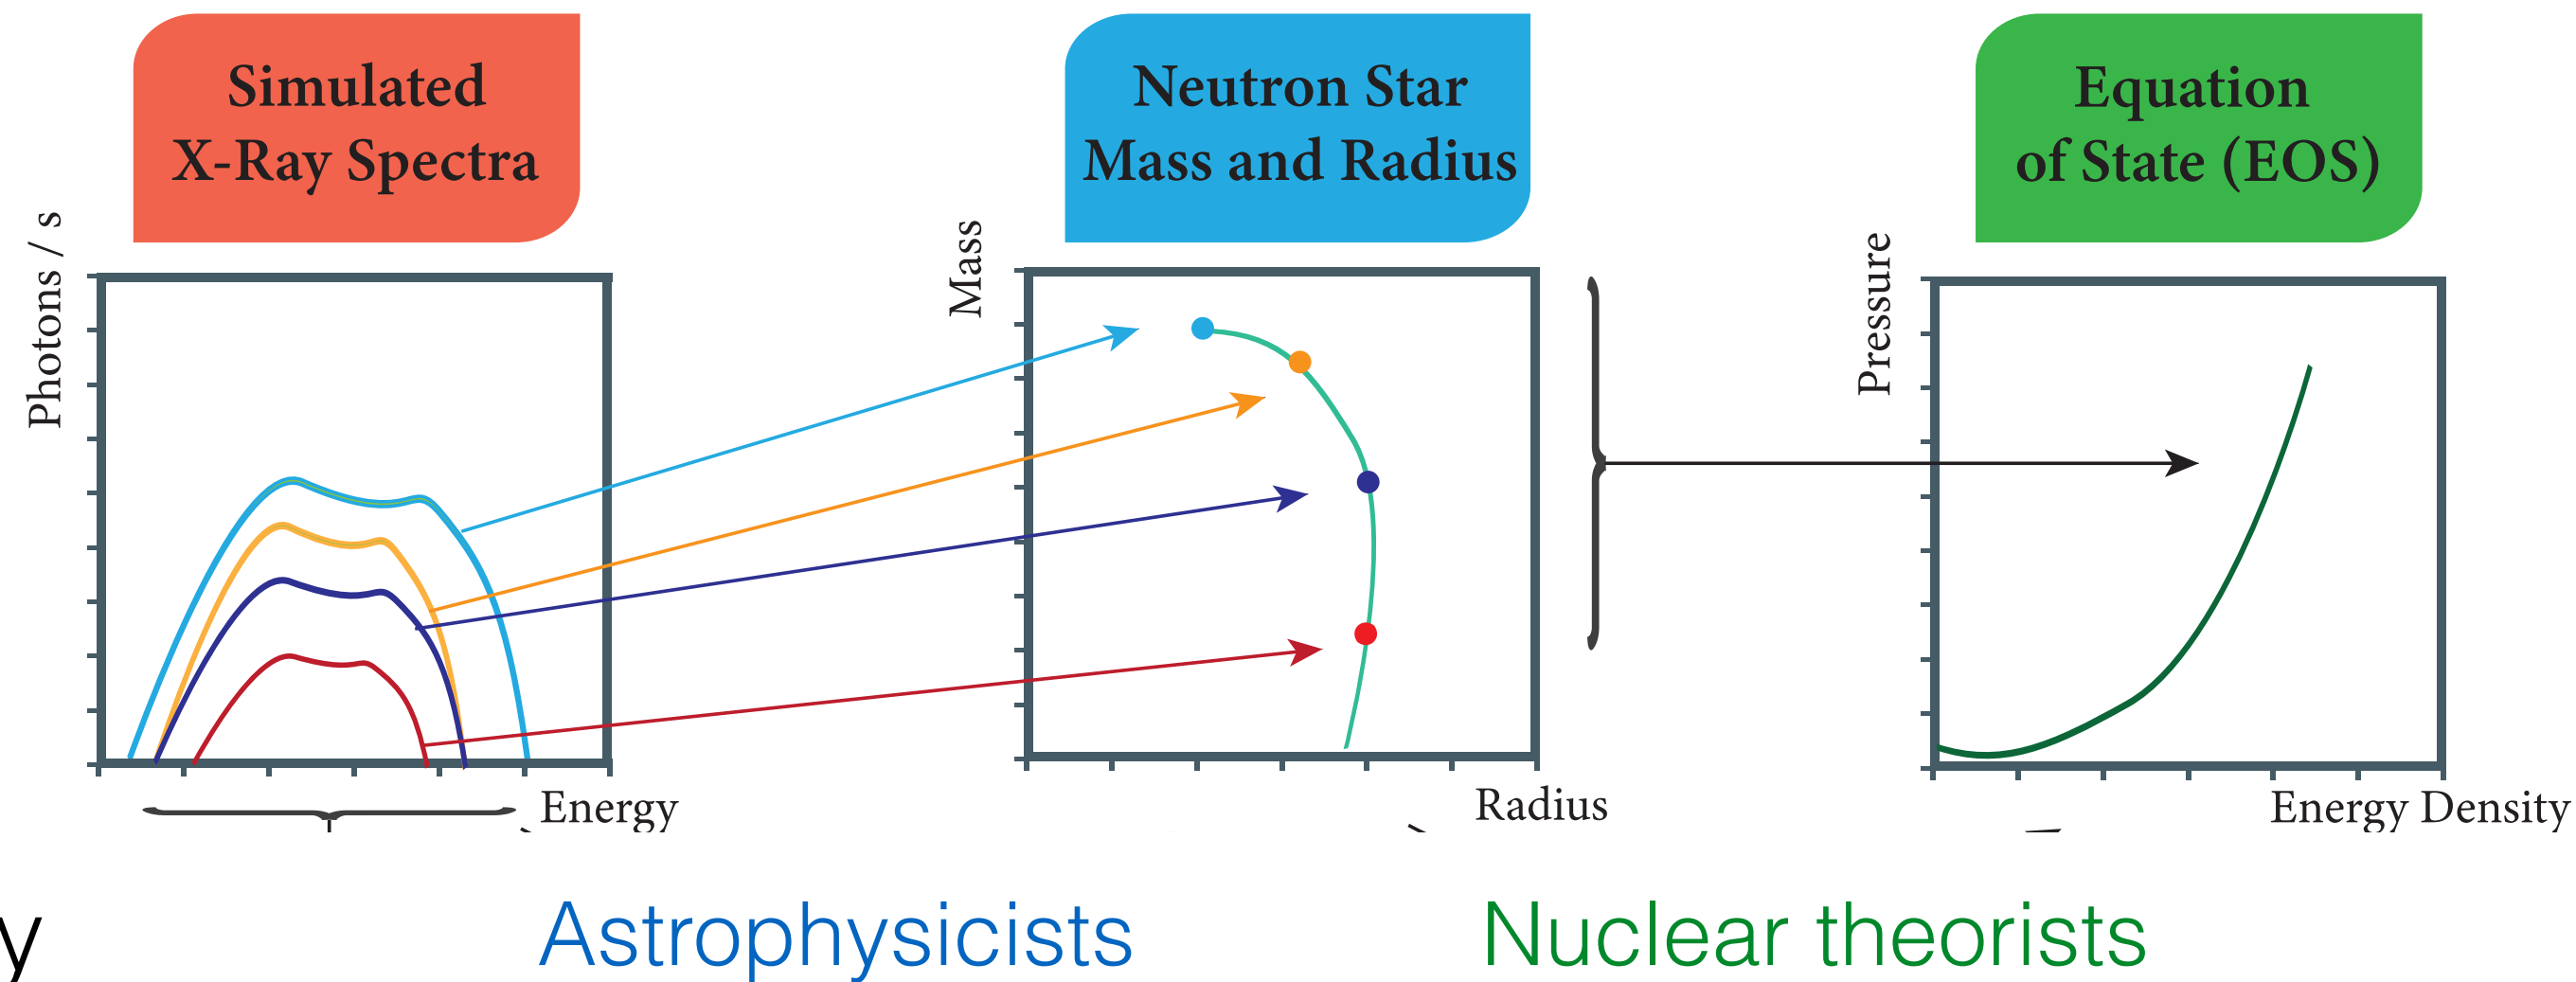 Simulated
X-Ray Spectra
Neutron Star
Mass and Radius
Equation
of State (EOS)
Photons / s
Energy
Mass
Radius
Pressure
Energy Density
y
Astrophysicists
Nuclear theorists